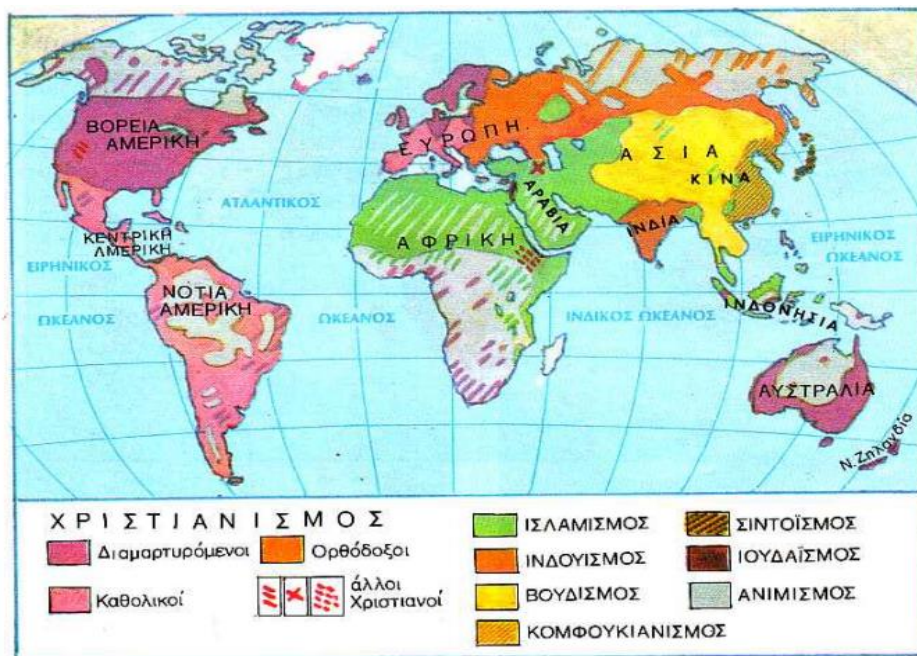 ΒΟΡΕΙΑ
ΑΜΕΡΙΚΗ
ΕΥΡΩΠΗ
ΑΣΙΑ
ΚΙΝΑ
ΑΡΑΒΙΑ
ΑΤΛΑΝΤΙΚΟΣ
ΙΝΔΙΑ
ΚΕΝΤΡΙΚΗ
ΑΜΕΡΙΚΗ
ΑΦΡΙΚΗ
ΕΙΡΗΝΙΚΟΣ
ΩΚΕΑΝΟΣ
ΕΙΡΗΝΙΚΟΣ
ΝΟΤΙΑ
ΑΜΕΡΙΚΗ
ΩΚΕΑΝΟΣ
ΩΚΕΑΝΟΣ
ΙΝΔΙΚΟΣ ΩΚΕΑΝΟΣ
ΙΝΔΟΝΗΣΙΑ
ΑΥΣΤΡΑΛΙΑ
Ν. Ζηλανδία
ΧΡΙΣΤΙΑΝΙΣΜΟΣ
Διαμαρτυρόμενοι
Ορθόδοξοι
Καθολικοί
άλλοι
Χριστιανοί
ΙΣΛΑΜΙΣΜΟΣ
ΙΝΔΟΥΙΣΜΟΣ
ΒΟΥΔΙΣΜΟΣ
ΚΟΜΦΟΥΚΙΑΝΙΣΜΟΣ
ΣΙΝΤΟΪΣΜΟΣ
ΙΟΥΔΑΪΣΜΟΣ
ΑΝΙΜΙΣΜΟΣ